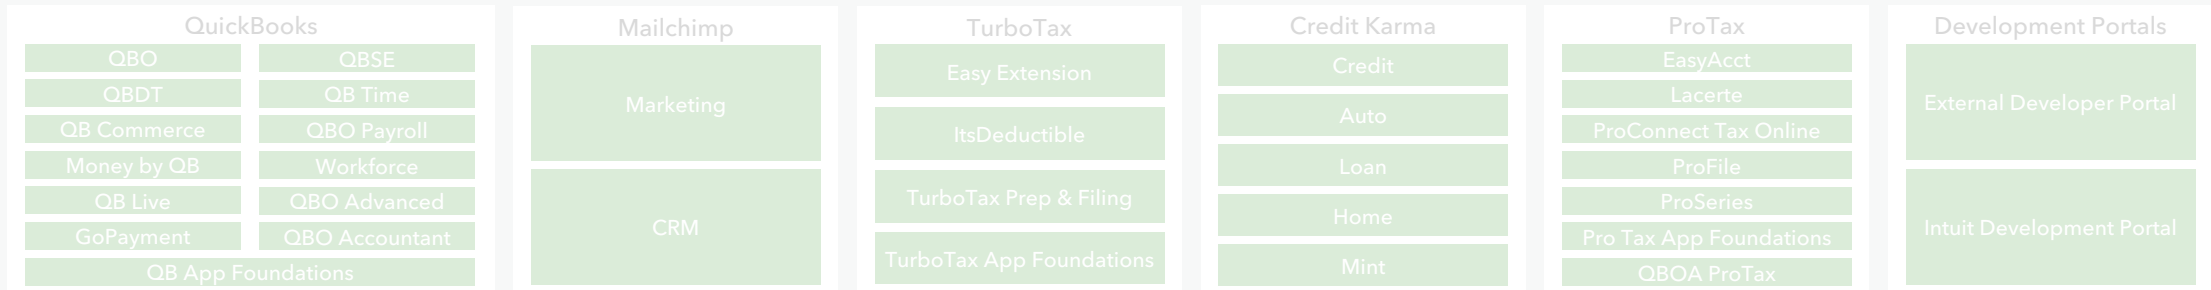 QuickBooks
QBO
QBSE
QBDT
QB Time
QB Commerce
QBO Payroll
Money by QB
Workforce
QB Live
QBO Advanced
GoPayment
QBO Accountant
QB App Foundations
Mailchimp
Marketing
CRM
TurboTax
Easy Extension
ItsDeductible
TurboTax Prep & Filing
TurboTax App Foundations
Credit Karma
Credit
Auto
Loan
Home
Mint
ProTax
EasyAcct
Lacerte
ProConnect Tax Online
ProFile
ProSeries
Pro Tax App Foundations
QBOA ProTax
Development Portals
External Developer Portal
Intuit Development Portal